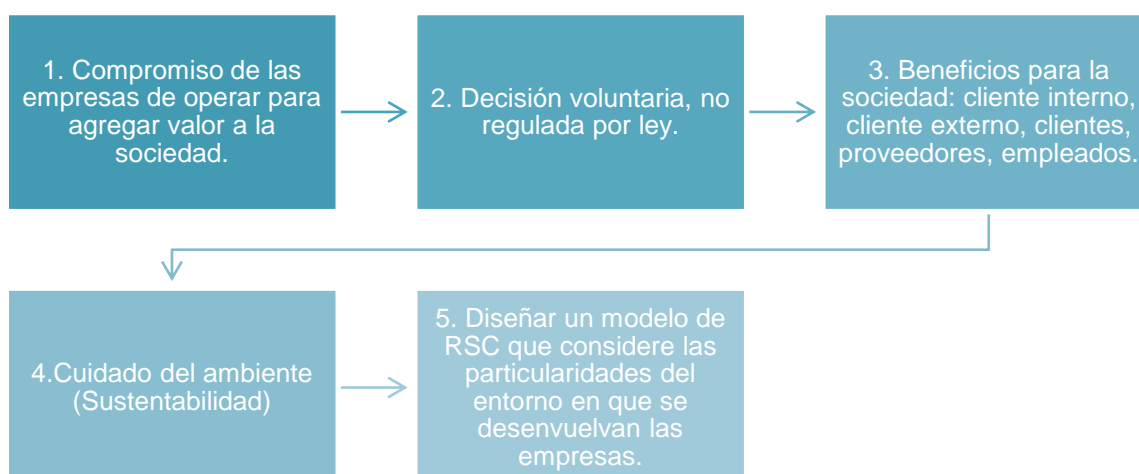 1. Compromiso de las
empresas de operar para
agregar valor a la
sociedad.
2. Decisión voluntaria, no
regulada por ley.
3. Beneficios para la
sociedad: cliente interno,
cliente externo, clientes,
proveedores, empleados.
4.Cuidado del ambiente
(Sustentabilidad)
5. Diseñar un modelo de
RSC que considere las
particularidades del
entorno en que se
desenvuelvan las
empresas.